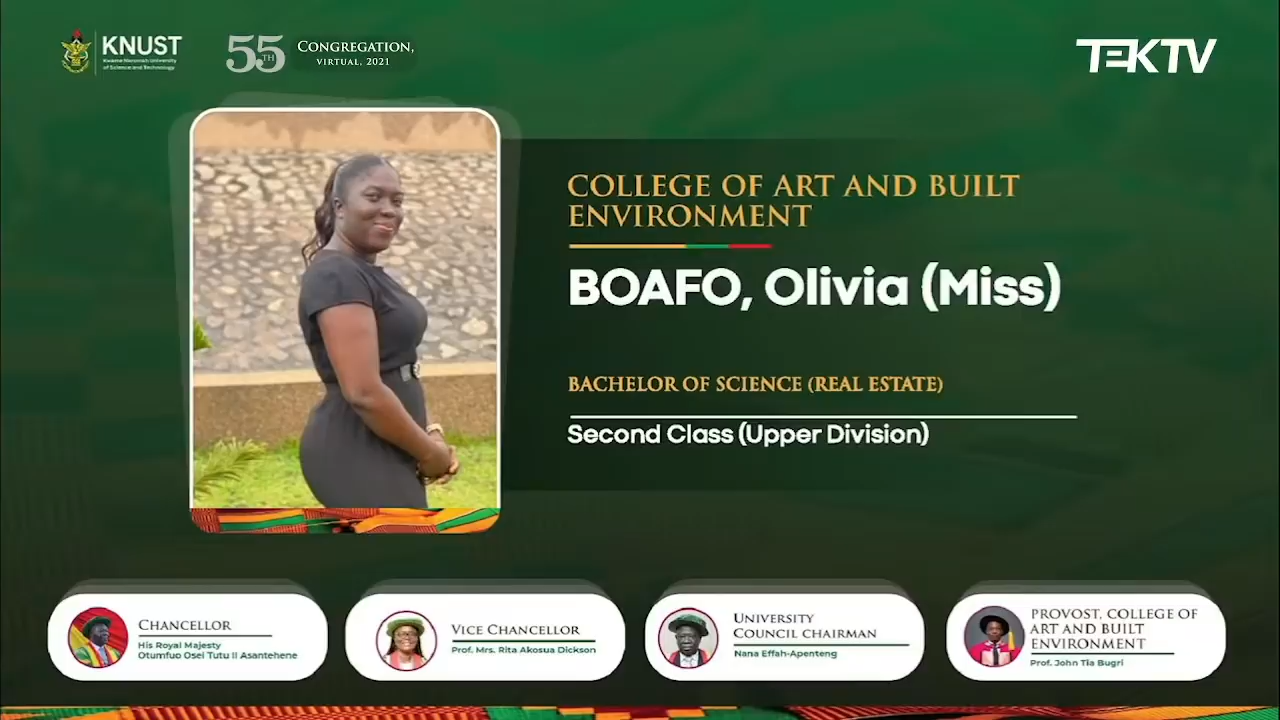 KNUST
Kwame Nkrumah University
of Science and Technology
55TH
CONGREGATION,
VIRTUAL, 2021
TEKTV
COLLEGE OF ART AND BUILT
ENVIRONMENT
BOAFO, Olivia (Miss)
BACHELOR OF SCIENCE (REAL ESTATE)
Second Class (Upper Division)
CHANCELLOR
His Royal Majesty
Otumfuo Osei Tutu II Asantehene
VICE CHANCELLOR
Prof. Mrs. Rita Akosua Dickson
UNIVERSITY
COUNCIL CHAIRMAN
Nana Effah-Apenteng
PROVOST, COLLEGE OF
ART AND BUILT
ENVIRONMENT
Prof. John Tia Bugri